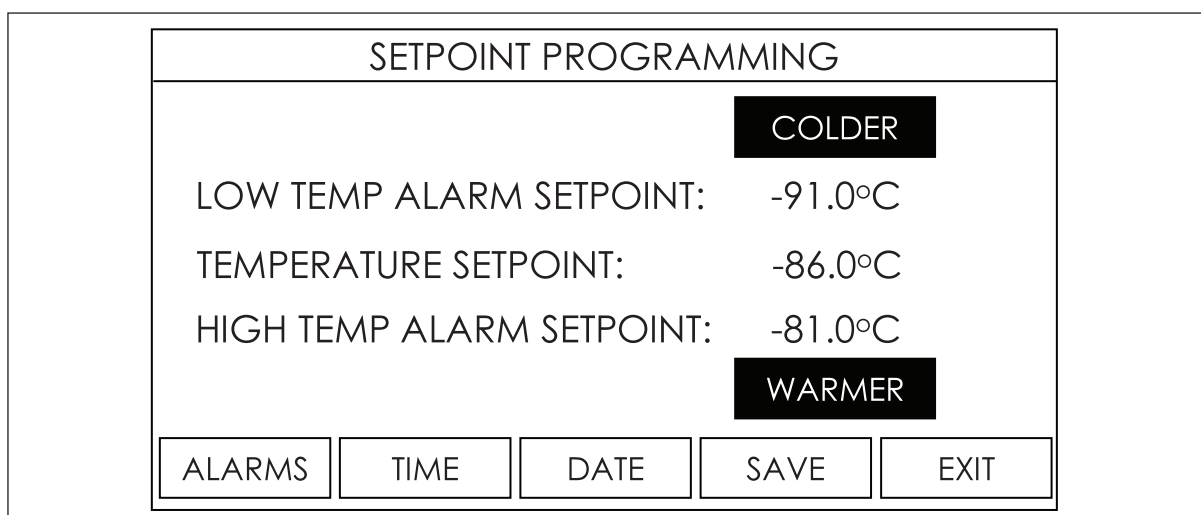 SETPOINT PROGRAMMING
COLDER
LOW TEMP ALARM SETPOINT: -91.0°C
TEMPERATURE SETPOINT: -86.0°C
HIGH TEMP ALARM SETPOINT: -81.0°C
WARMER
ALARMS TIME DATE SAVE EXIT